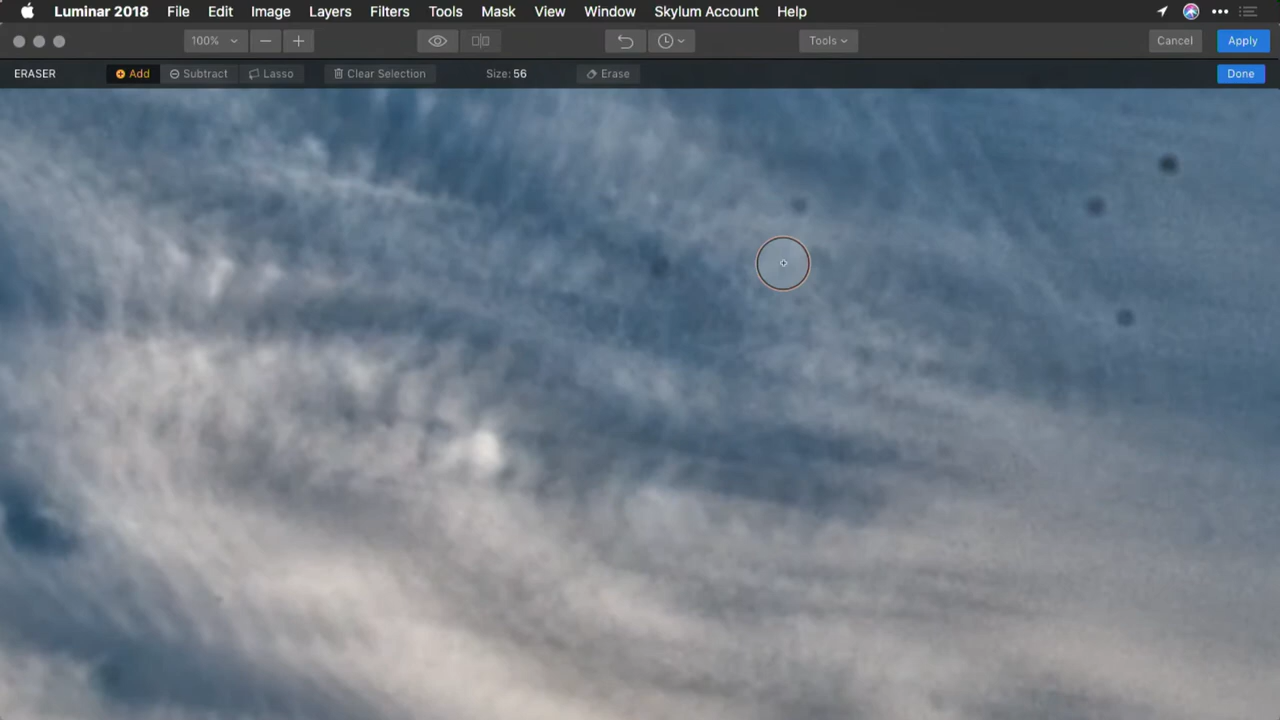 Luminar 2018 File Edit Image Layers Filters Tools Mask View Window Skylum Account Help
100% Tools Cancel Apply
ERASER Add Subtract Lasso Clear Selection Size: 56 Erase Done